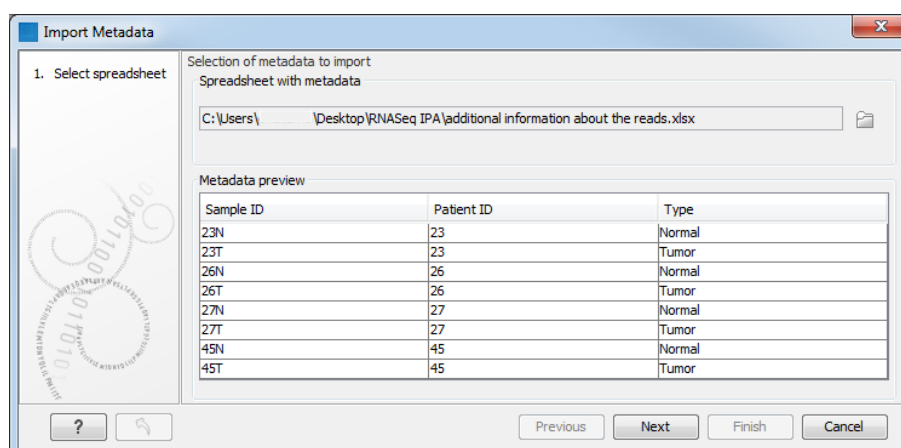 Import Metadata
1. Select spreadsheet
Selection of metadata to import
Spreadsheet with metadata
C:\Users\ \Desktop\RNASeq IPA\additional information about the reads.xlsx
Metadata preview
Sample ID Patient ID Type
23N 23 Normal
23T 23 Tumor
26N 26 Normal
26T 26 Tumor
27N 27 Normal
27T 27 Tumor
45N 45 Normal
45T 45 Tumor
? Previous Next Finish Cancel